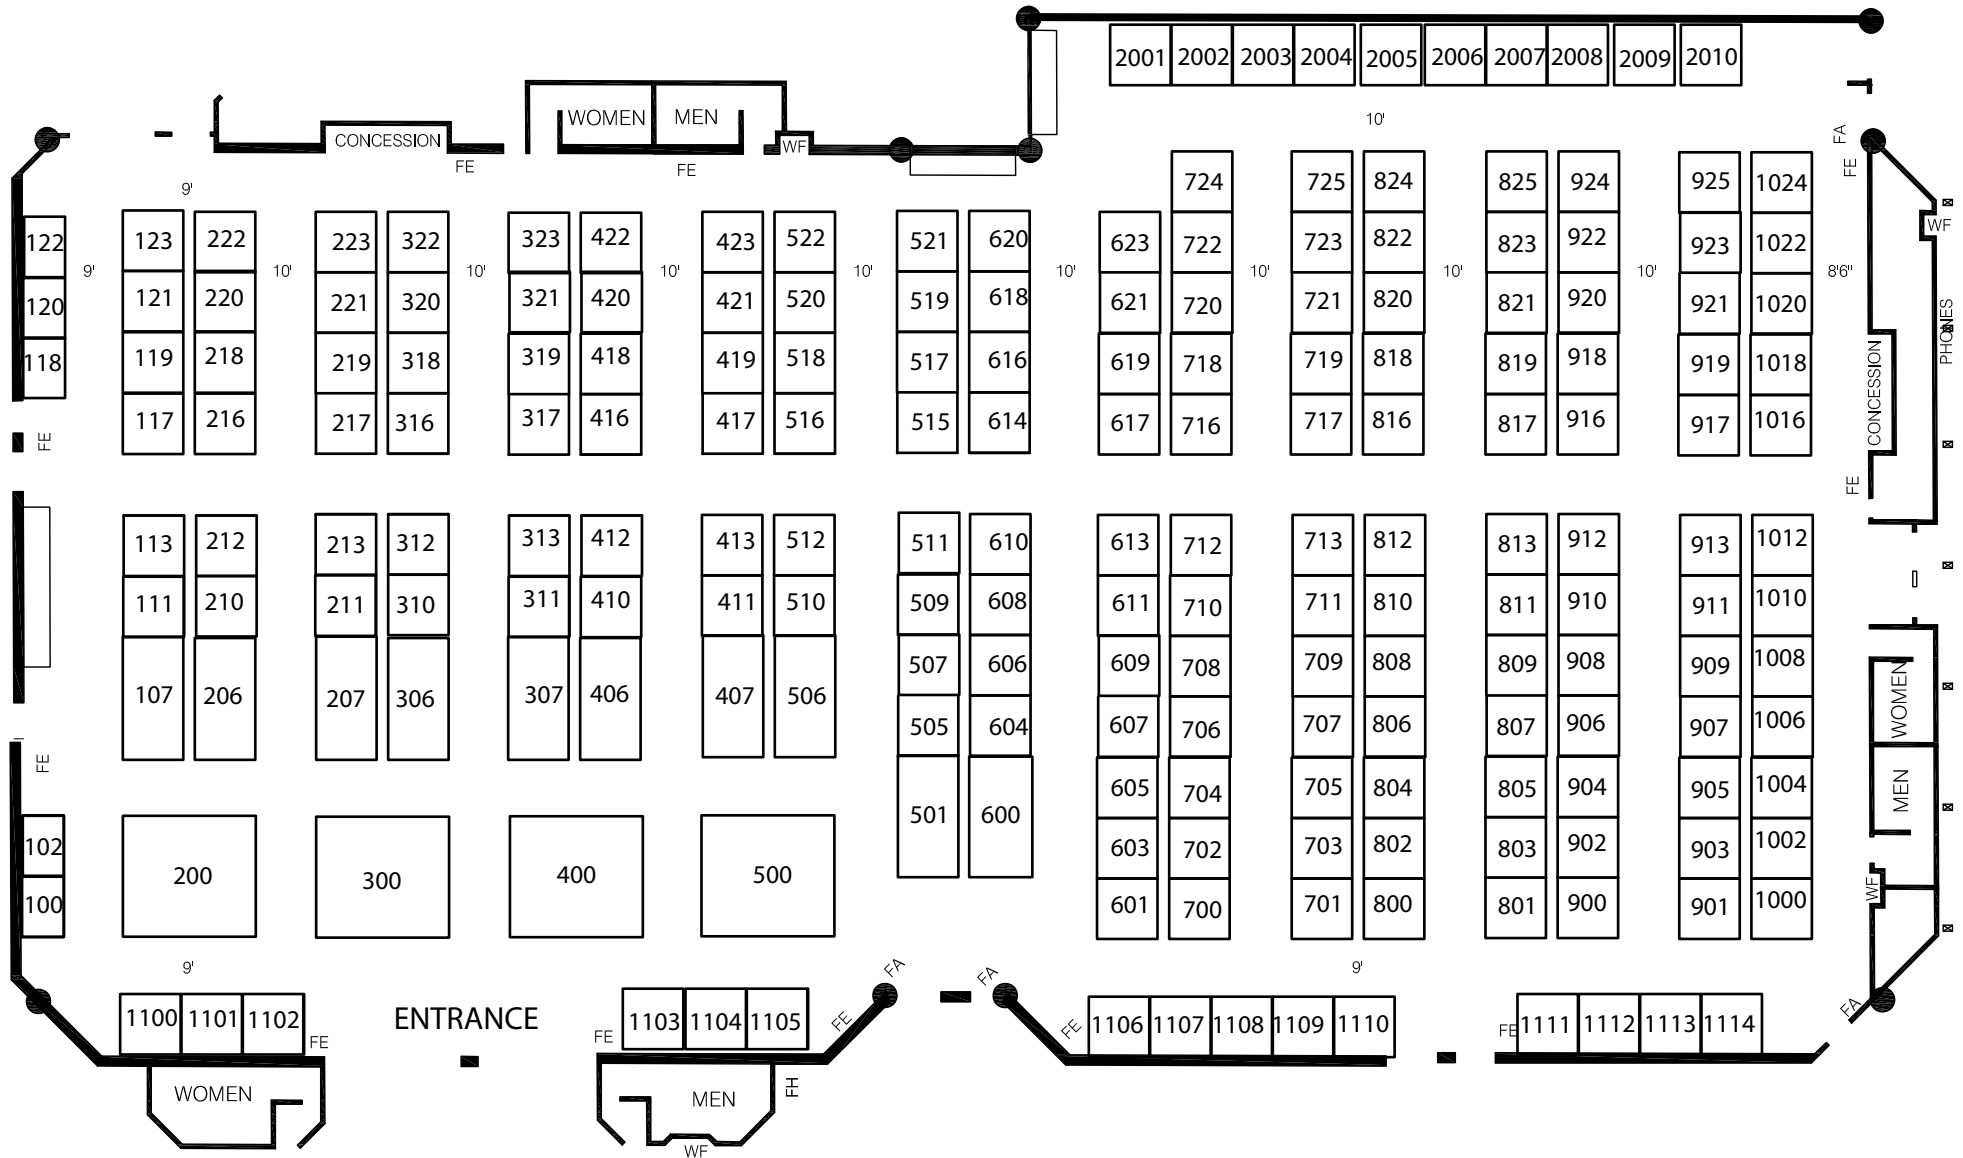 2001 2002 2003 2004 2005 2006 2007 2008 2009 2010
WOMEN MEN
CONCESSION
WF
10'
FA
FE
FE
FE
9'
724 725 824 825 924 925 1024
122 123 222 223 322 323 422 423 522 521 620 623 722 723 822 823 922 923 1022
WF
9' 10' 10' 10' 10' 10' 10' 10' 10' 8'6"
120 121 220 221 320 321 420 421 520 519 618 621 720 721 820 821 920 921 1020
PHONES
118 119 218 219 318 319 418 419 518 517 616 619 718 719 818 819 918 919 1018
CONCESSION
117 216 217 316 317 416 417 516 515 614 617 716 717 816 817 916 917 1016
FE
FE
113 212 213 312 313 412 413 512 511 610 613 712 713 812 813 912 913 1012
111 210 211 310 311 410 411 510 509 608 611 710 711 810 811 910 911 1010
507 606 609 708 709 808 809 908 909 1008
107 206 207 306 307 406 407 506
WOMEN
505 604 607 706 707 806 807 906 907 1006
FE
605 704 705 804 805 904 905 1004
MEN
501 600
102 603 702 703 802 803 902 903 1002
200 300 400 500
WF
100 601 700 701 800 801 900 901 1000
9' FA FA 9'
FA
1100 1101 1102 ENTRANCE 1103 1104 1105 FE FE 1106 1107 1108 1109 1110 FE 1111 1112 1113 1114
FE FE
WOMEN MEN FH
WF